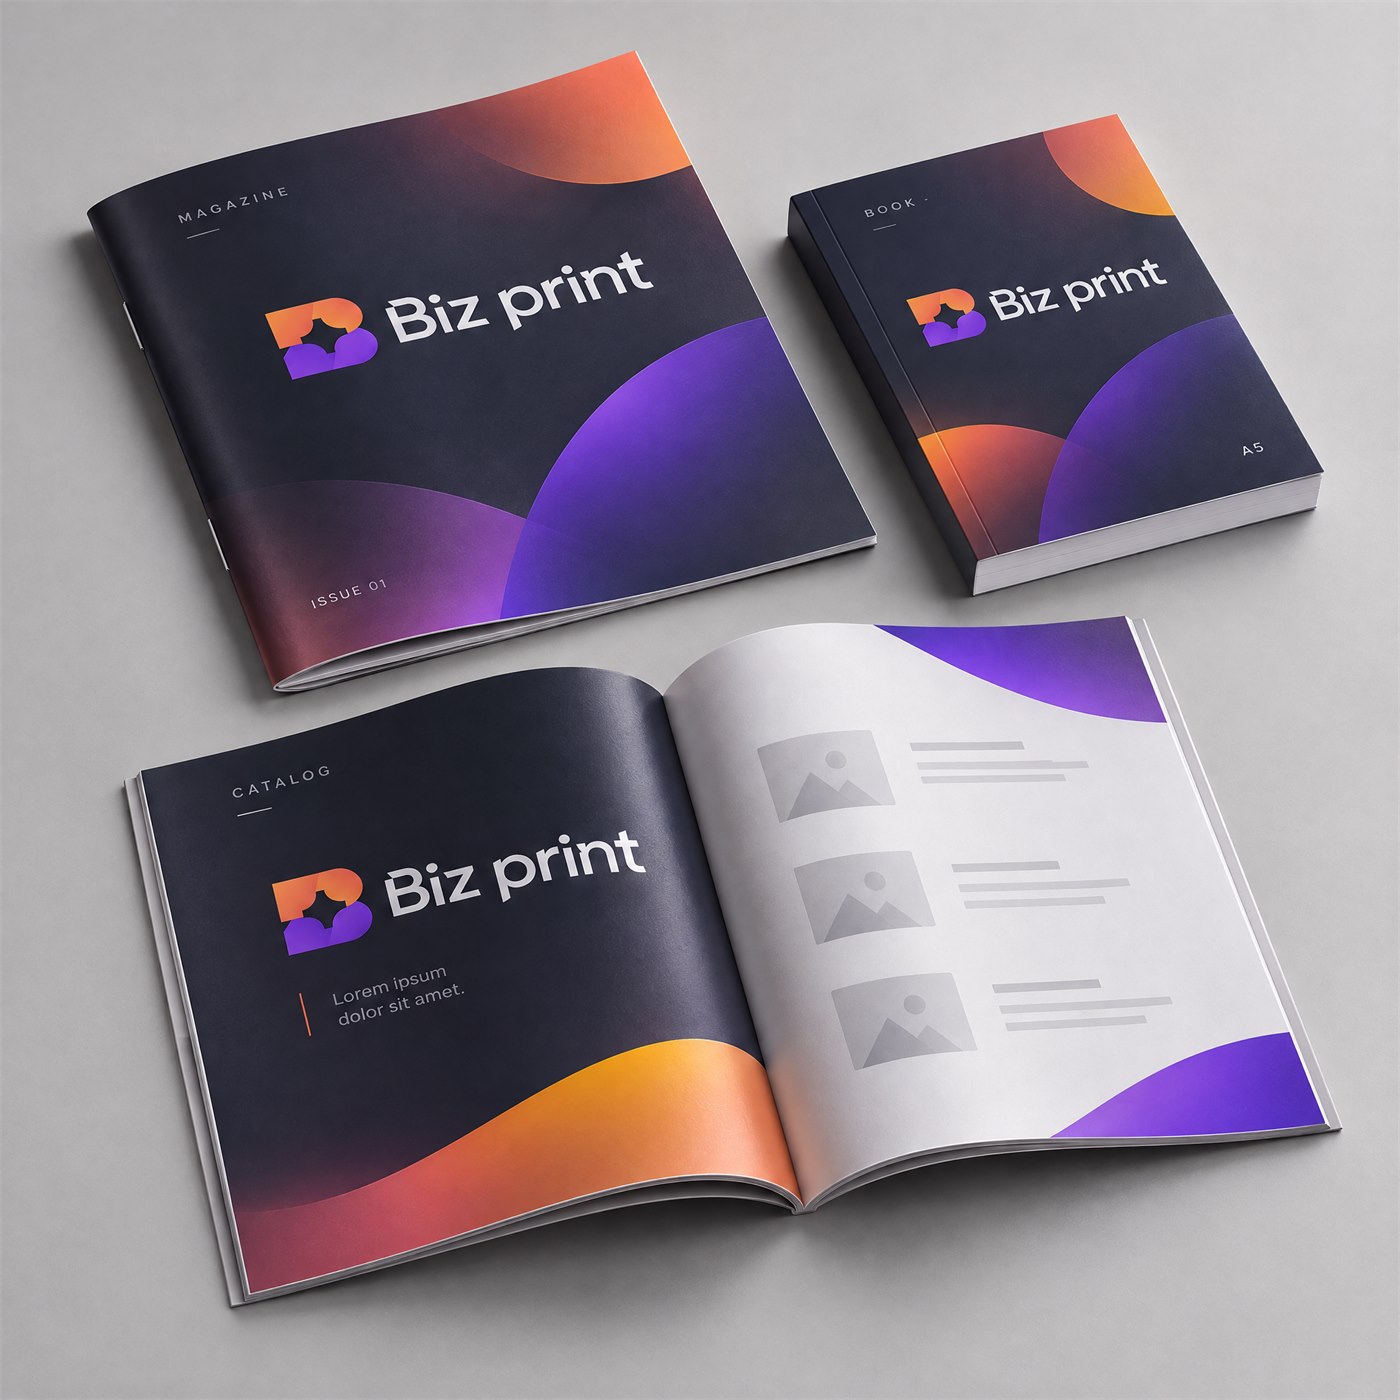 MAGAZINE
Biz print
ISSUE 01
BOOK ·
Biz print
A5
CATALOG
Biz print
Lorem ipsum
dolor sit amet.